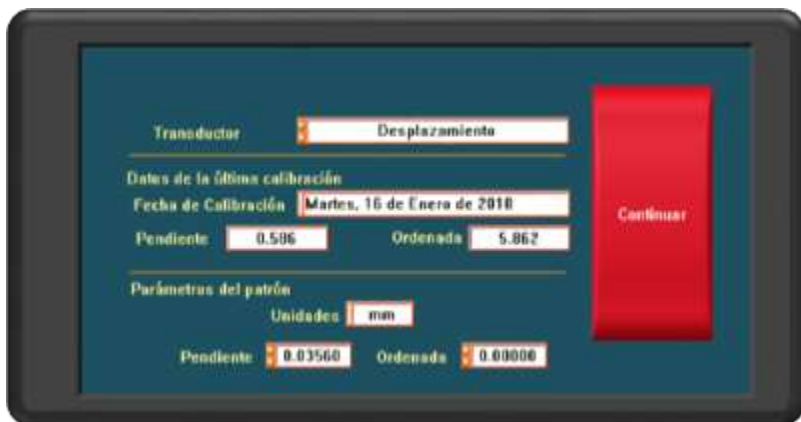 Transductor Desplazamiento
Datos de la última calibración
Fecha de Calibración Martes, 16 de Enero de 2018
Pendiente 0.586 Ordenada 5.862
Continuar
Parámetros del patrón
Unidades mm
Pendiente 0.03560 Ordenada 0.00000